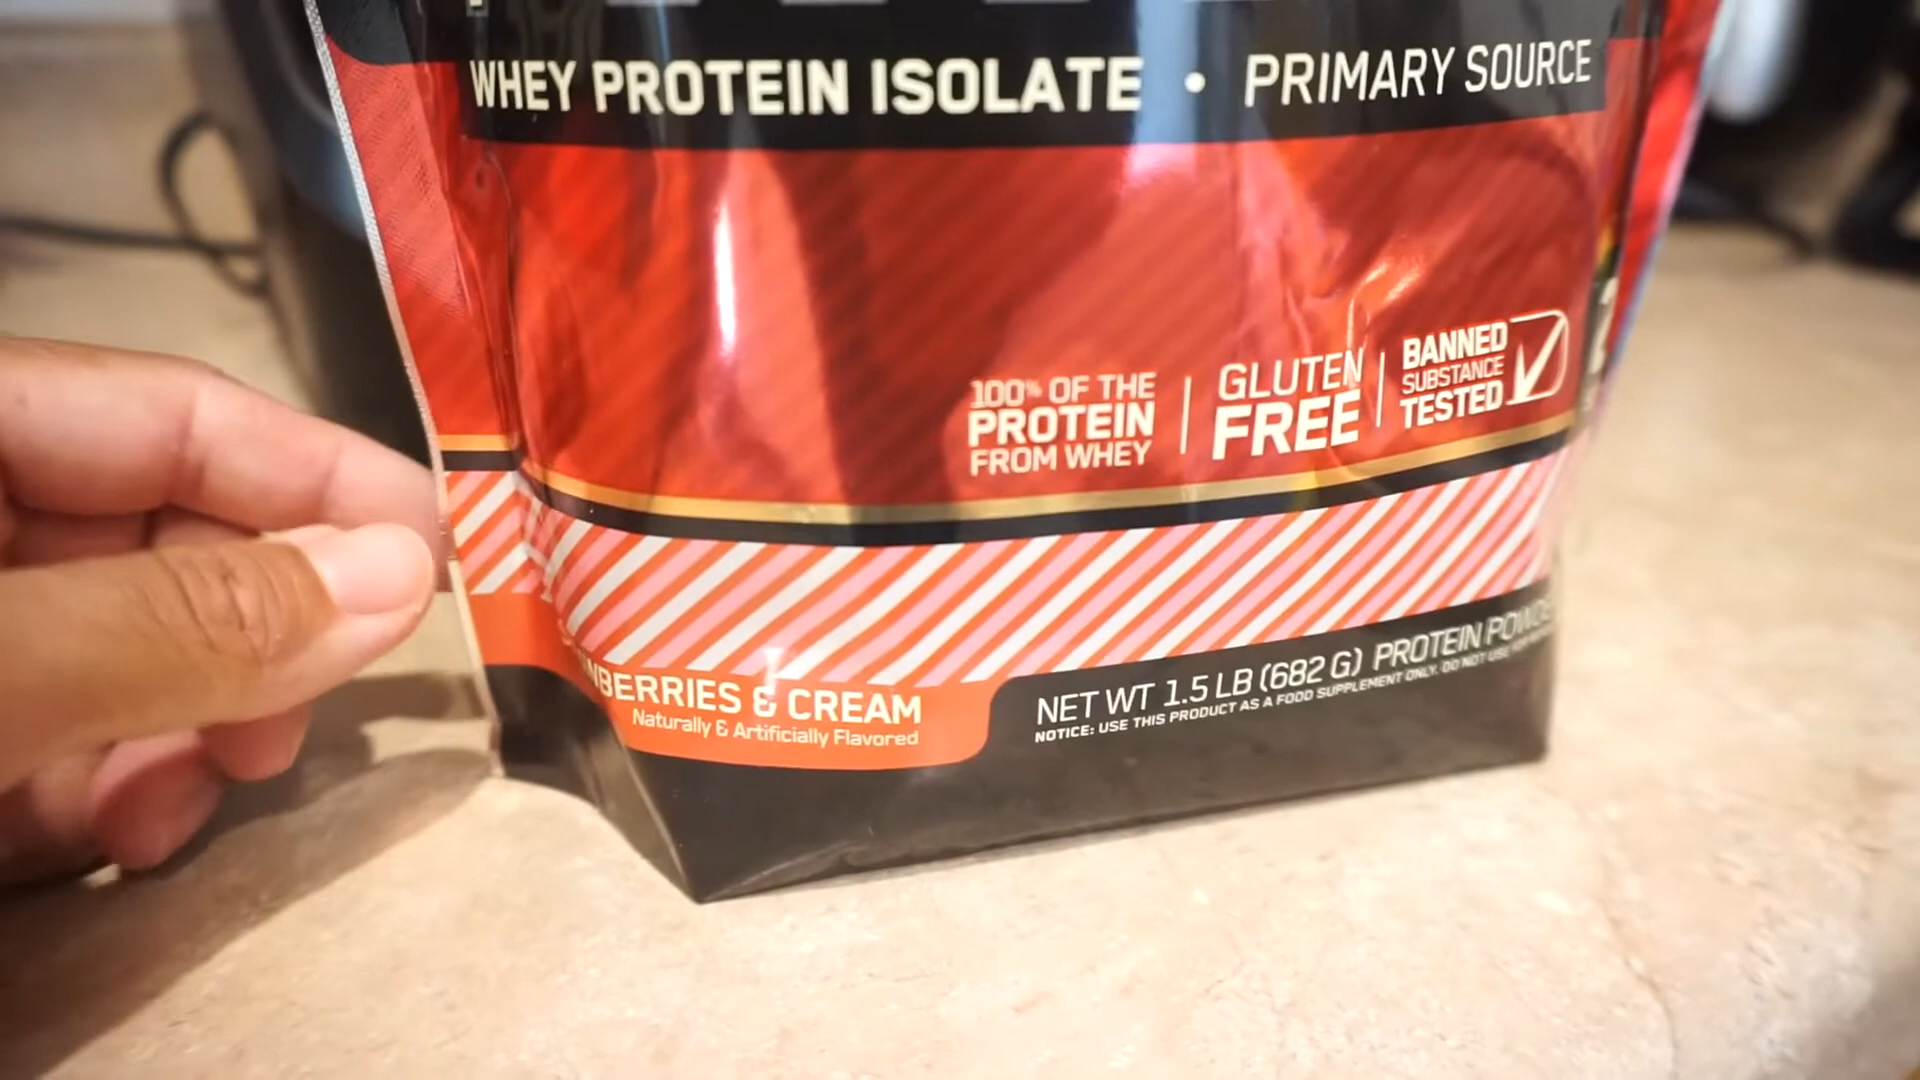 WHEY PROTEIN ISOLATE • PRIMARY SOURCE
100% OF THE
PROTEIN
FROM WHEY
GLUTEN
FREE
BANNED
SUBSTANCE
TESTED
& CREAM
Naturally & Artificially Flavored
NET WT 1.5 LB (682 G) PROTEIN
NOTICE: USE THIS PRODUCT AS A FOOD SUPPLEMENT ONLY. DO NOT USE